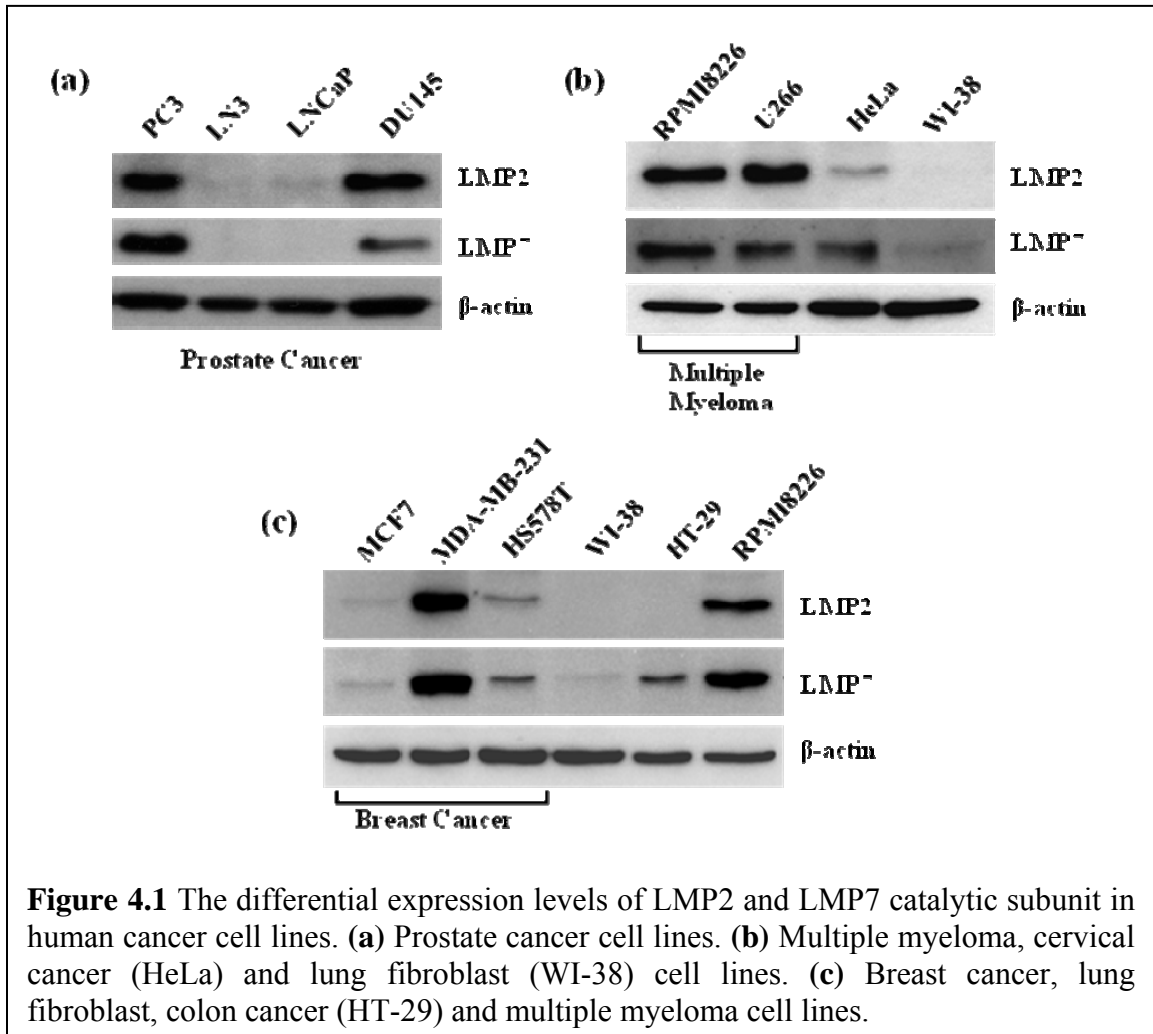 (a)
PC3 LN3 LNCaP DU145
LMP2
LMP7
β-actin
Prostate Cancer
(b)
RPMI8226 U266 HeLa WI-38
LMP2
LMP7
β-actin
Multiple
Myeloma
(c)
MCF7 MDA-MB-231 HS578T WI-38 HT-29 RPMI8226
LMP2
LMP7
β-actin
Breast Cancer
Figure 4.1 The differential expression levels of LMP2 and LMP7 catalytic subunit in
human cancer cell lines. (a) Prostate cancer cell lines. (b) Multiple myeloma, cervical
cancer (HeLa) and lung fibroblast (WI-38) cell lines. (c) Breast cancer, lung
fibroblast, colon cancer (HT-29) and multiple myeloma cell lines.